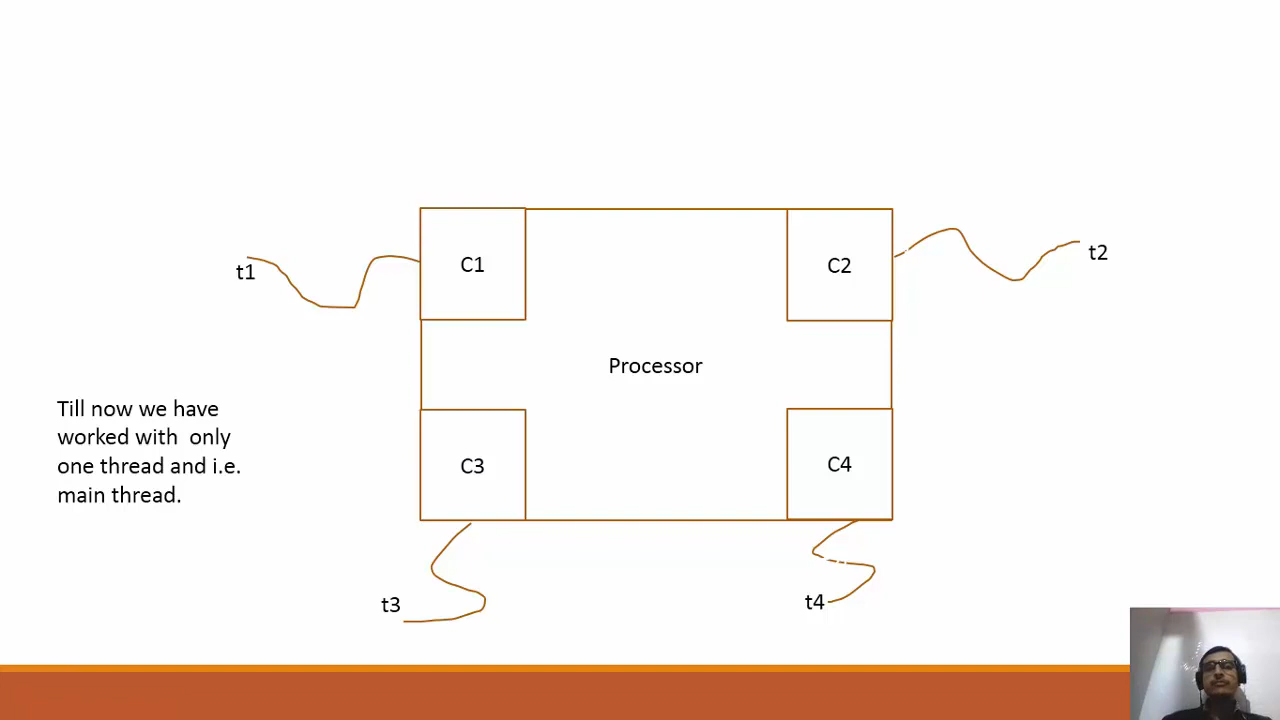 t1
C1
C2
t2
Processor
Till now we have
worked with only
one thread and i.e.
main thread.
C3
C4
t3
t4